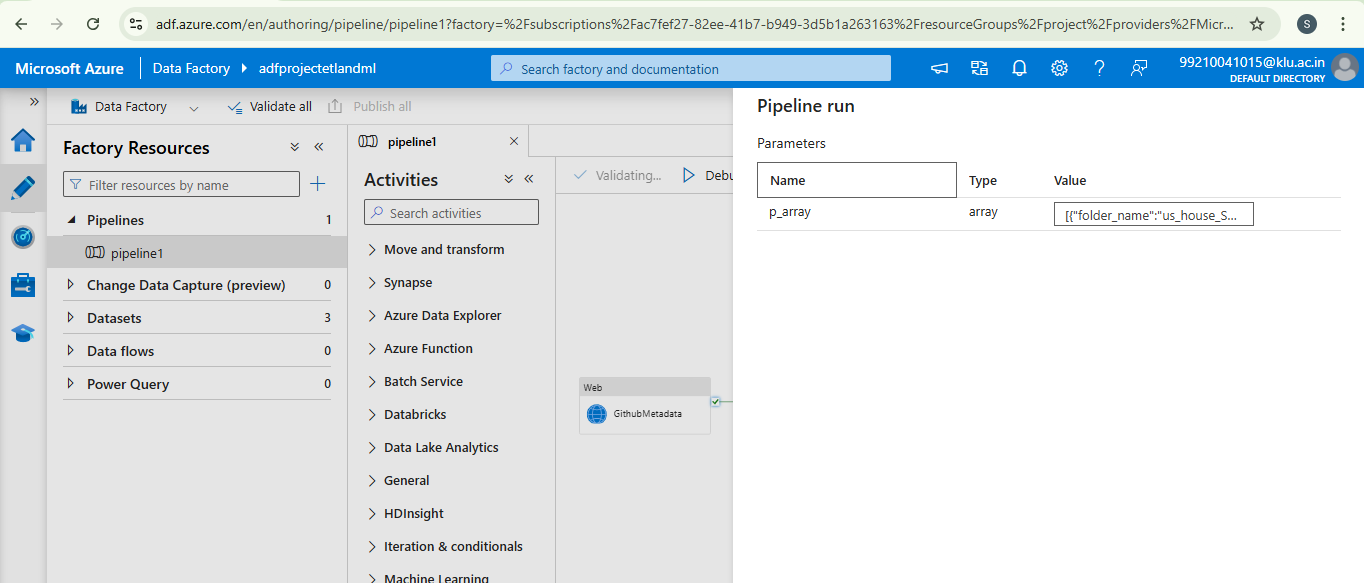 adf.azure.com/en/authoring/pipeline/pipeline1?factory=%2Fsubscriptions%2Fac7fef27-82ee-41b7-b949-3d5b1a263163%2FresourceGroups%2Fproject%2Fproviders%2FMicr...
S
Microsoft Azure
Data Factory
adfprojectetlandml
Search factory and documentation
99210041015@klu.ac.in
DEFAULT DIRECTORY
Data Factory
Validate all
Publish all
Factory Resources
Filter resources by name
Pipelines 1
pipeline1
Change Data Capture (preview) 0
Datasets 3
Data flows 0
Power Query 0
pipeline1
Activities
Search activities
Move and transform
Synapse
Azure Data Explorer
Azure Function
Batch Service
Databricks
Data Lake Analytics
General
HDInsight
Iteration & conditionals
Machine Learning
Validating...
Debu
Web
GithubMetadata
Pipeline run
Parameters
Name Type Value
p_array array [{"folder_name":"us_house_S...